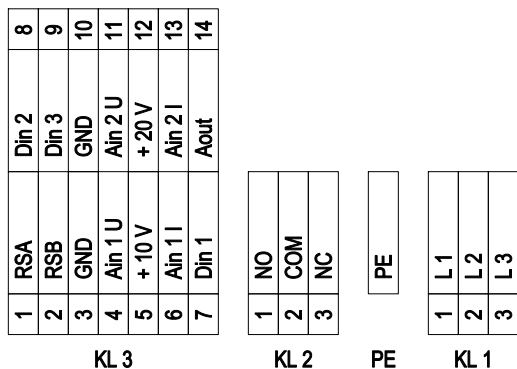 8 9 10 11 12 13 14
Din 2 Din 3 GND Ain 2 U + 20 V Ain 2 I Aout
RSA RSB GND Ain 1 U + 10 V Ain 1 I Din 1
1 2 3 4 5 6 7
KL 3
NO COM NC
1 2 3
KL 2
PE
PE
L 1 L 2 L 3
1 2 3
KL 1